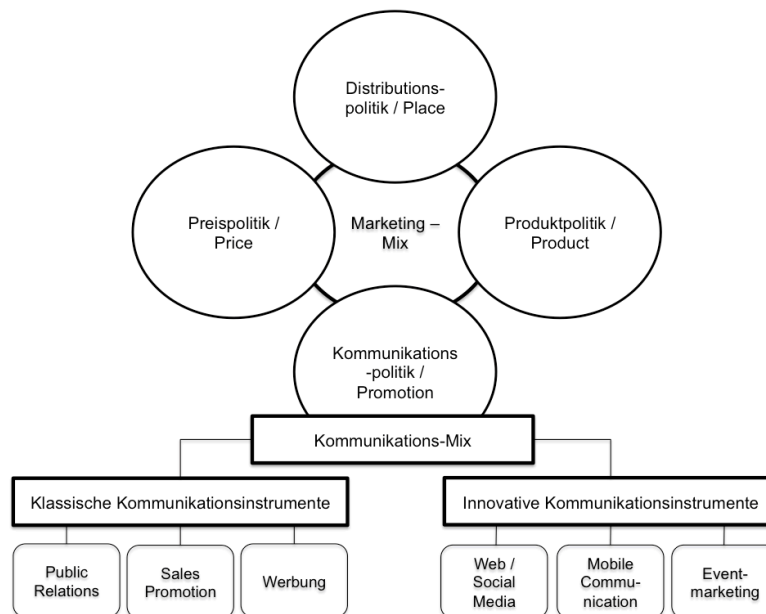 Distributions-
politik / Place
Preispolitik /
Price
Marketing –
Mix
Produktpolitik /
Product
Kommunikations
-politik /
Promotion
Kommunikations-Mix
Klassische Kommunikationsinstrumente
Innovative Kommunikationsinstrumente
Public
Relations
Sales
Promotion
Werbung
Web /
Social
Media
Mobile
Commu-
nication
Event-
marketing